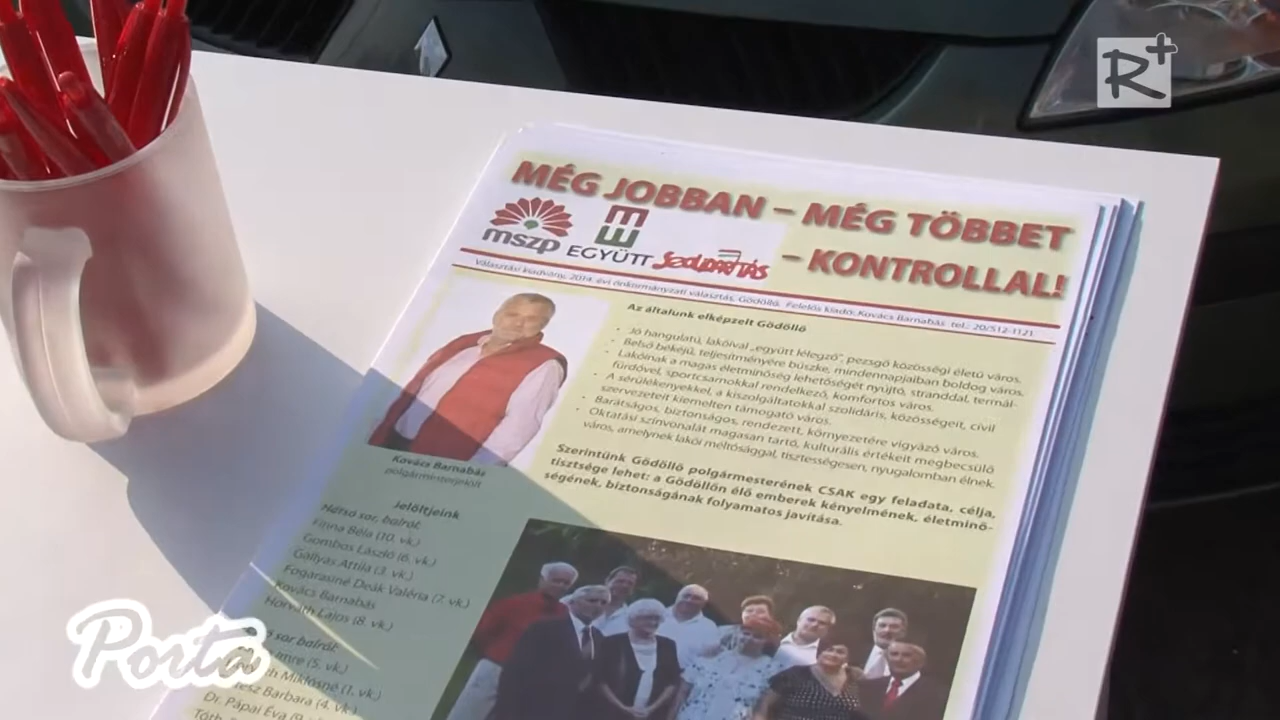 R+
MÉG JOBBAN – MÉG TÖBBET
– KONTROLLAL!
mszp EGYÜTT SZOLIDARITÁS
Választási kiadvány, 2014. évi önkormányzati választás, Gödöllő. Felelős kiadó: Kovács Barnabás tel.: 20/512-1121
Az általunk elképzelt Gödöllő
• Jó hangulatú, lakóival „együtt lélegző” pezsgő közösségi életű város.
• Belső békéjű, teljesítményére büszke, mindennapjaiban boldog város.
• Lakóinak a magas életminőség lehetőségét nyújtó, stranddal, termál-
fürdővel, sportcsarnokkal rendelkező, komfortos város.
• A sérülékenyekkel, a kiszolgáltatokkal szolidáris, közösségeit, civil
szervezeteit kiemelten támogató város.
• Barátságos, biztonságos, rendezett, környezetére vigyázó város.
• Oktatási színvonalát magasan tartó, kulturális értékeit megbecsülő
város, amelynek lakói méltósággal, tisztességesen, nyugalomban élnek.
Szerintünk Gödöllő polgármesterének CSAK egy feladata, célja,
tisztsége lehet: a Gödöllőn élő emberek kényelmének, életminő-
ségének, biztonságának folyamatos javítása.
Kovács Barnabás
polgármesterjelölt
Jelöltjeink
Hátsó sor, balról:
Finna Béla (10. vk.)
Gombos László (6. vk.)
Gallyas Attila (3. vk.)
Fogarasiné Deák Valéria (7. vk.)
Kovács Barnabás
Horváth Lajos (8. vk.)
sor balról:
Imre (5. vk.)
Miklósné (1. vk.)
Barbara (4. vk.)
Dr. Pápai Éva
Tóth
Porta